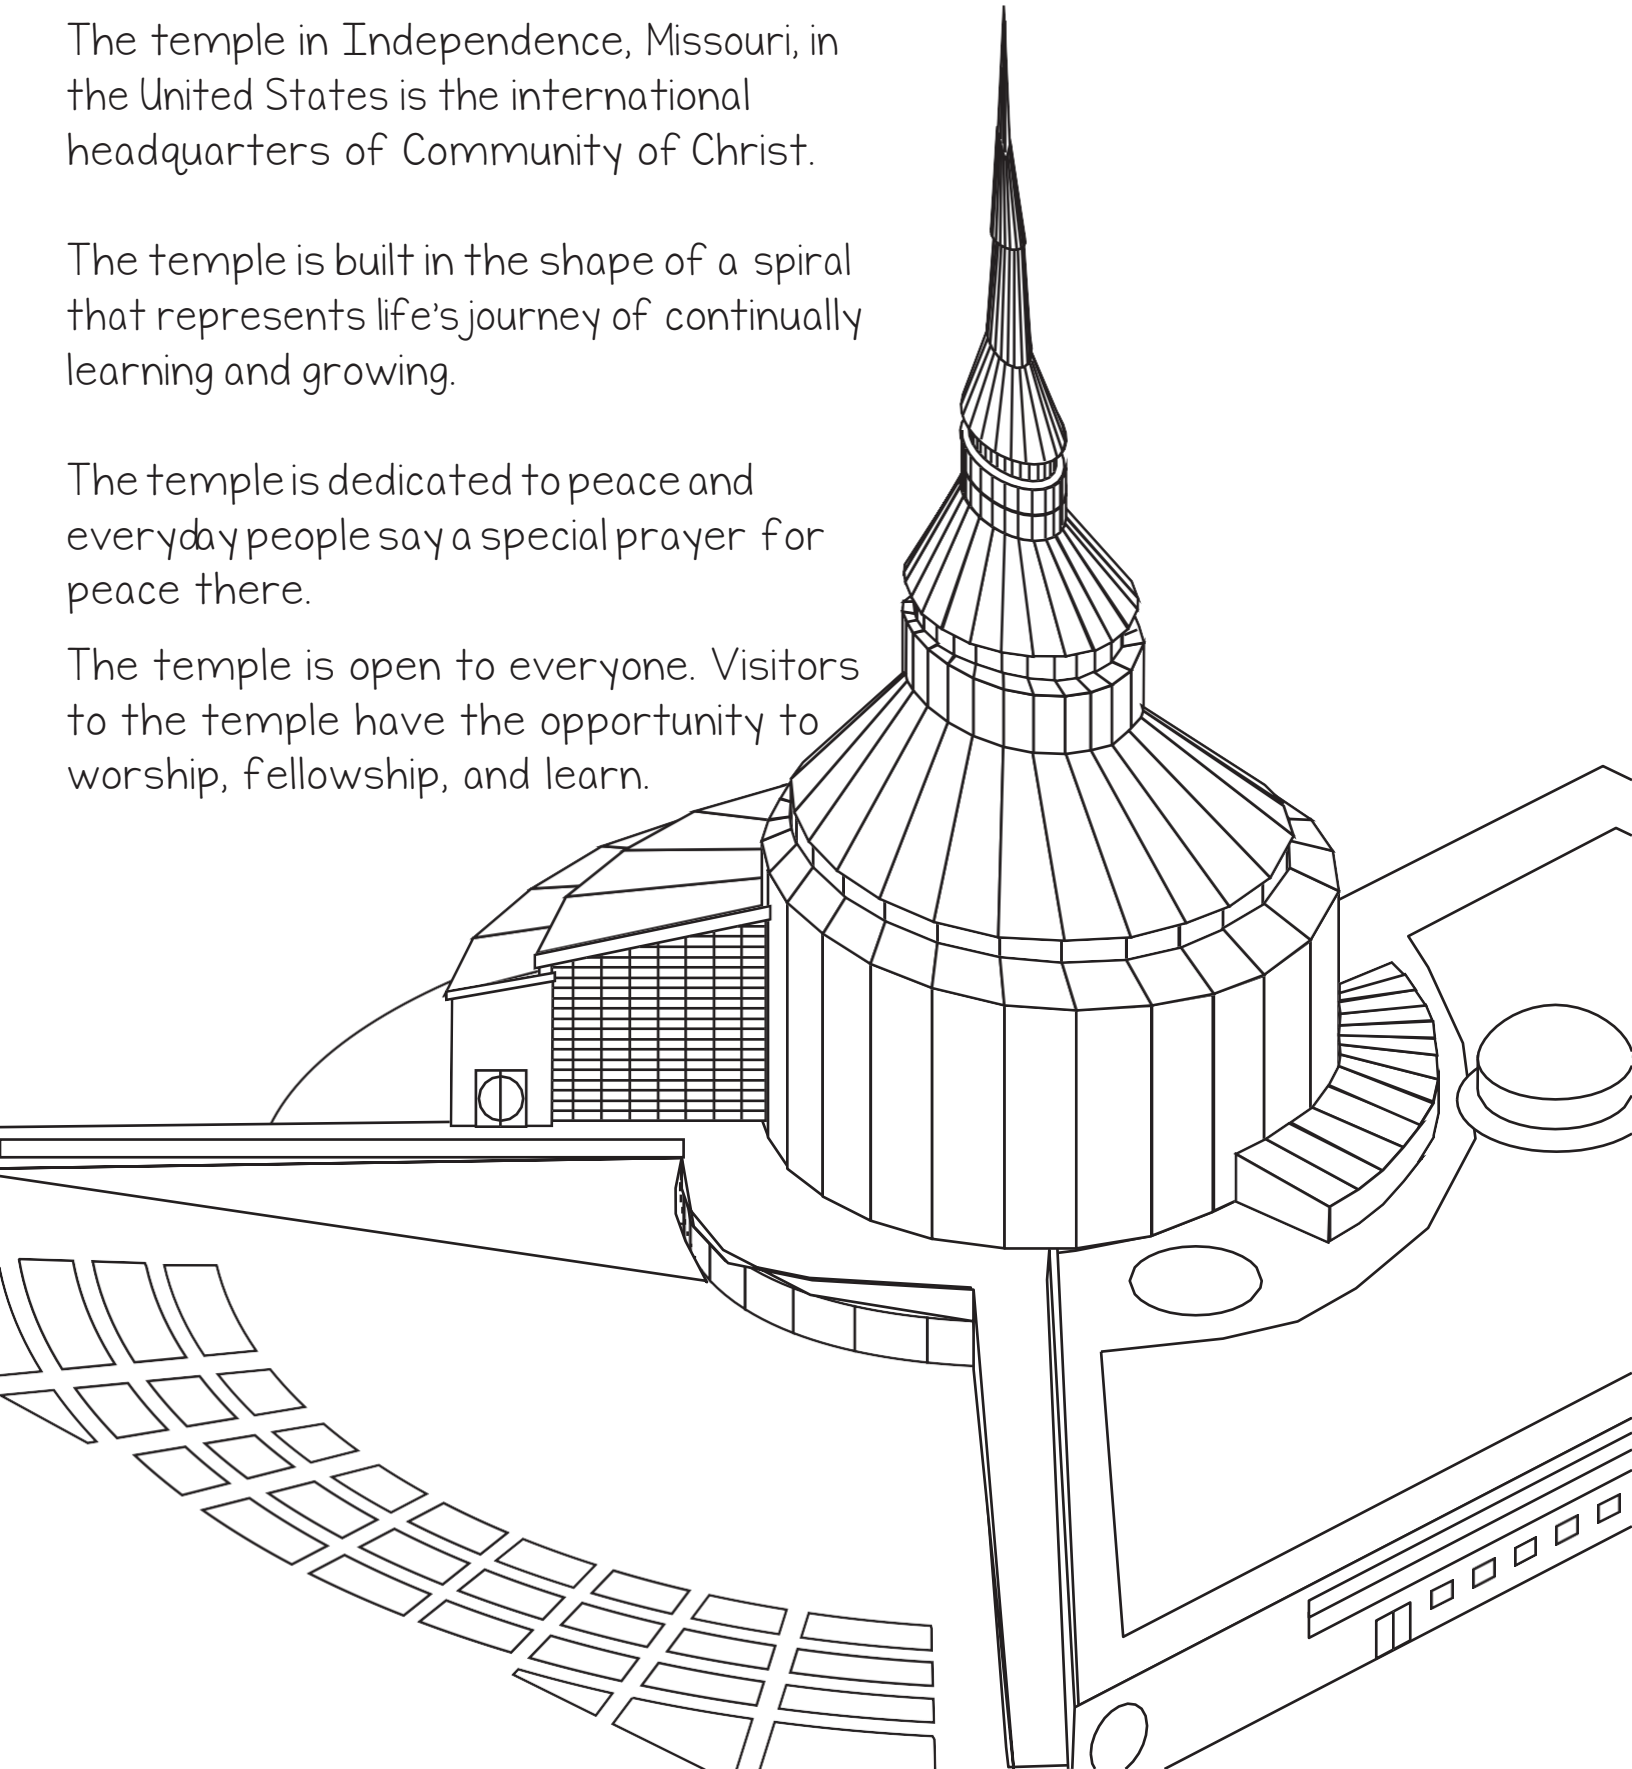 The temple in Independence, Missouri, in
the United States is the international
headquarters of Community of Christ.
The temple is built in the shape of a spiral
that represents life's journey of continually
learning and growing.
The temple is dedicated to peace and
everyday people say a special prayer for
peace there.
The temple is open to everyone. Visitors
to the temple have the opportunity to
worship, fellowship, and learn.